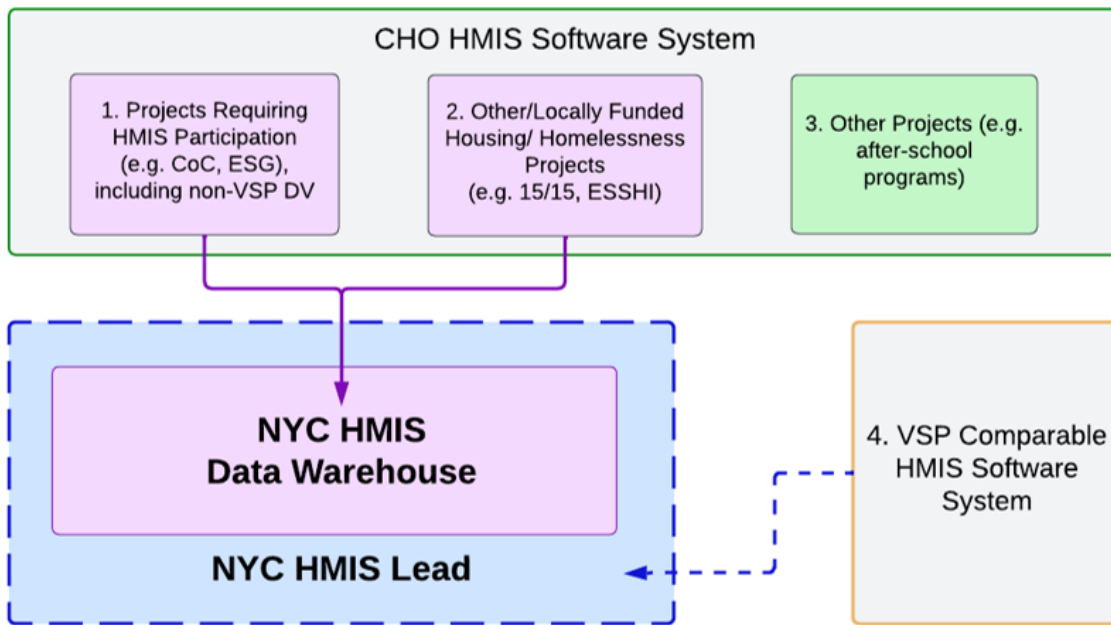 CHO HMIS Software System
1. Projects Requiring
HMIS Participation
(e.g. CoC, ESG),
including non-VSP DV
2. Other/Locally Funded
Housing/ Homelessness
Projects
(e.g. 15/15, ESSHI)
3. Other Projects (e.g.
after-school
programs)
NYC HMIS
Data Warehouse
NYC HMIS Lead
4. VSP Comparable
HMIS Software
System